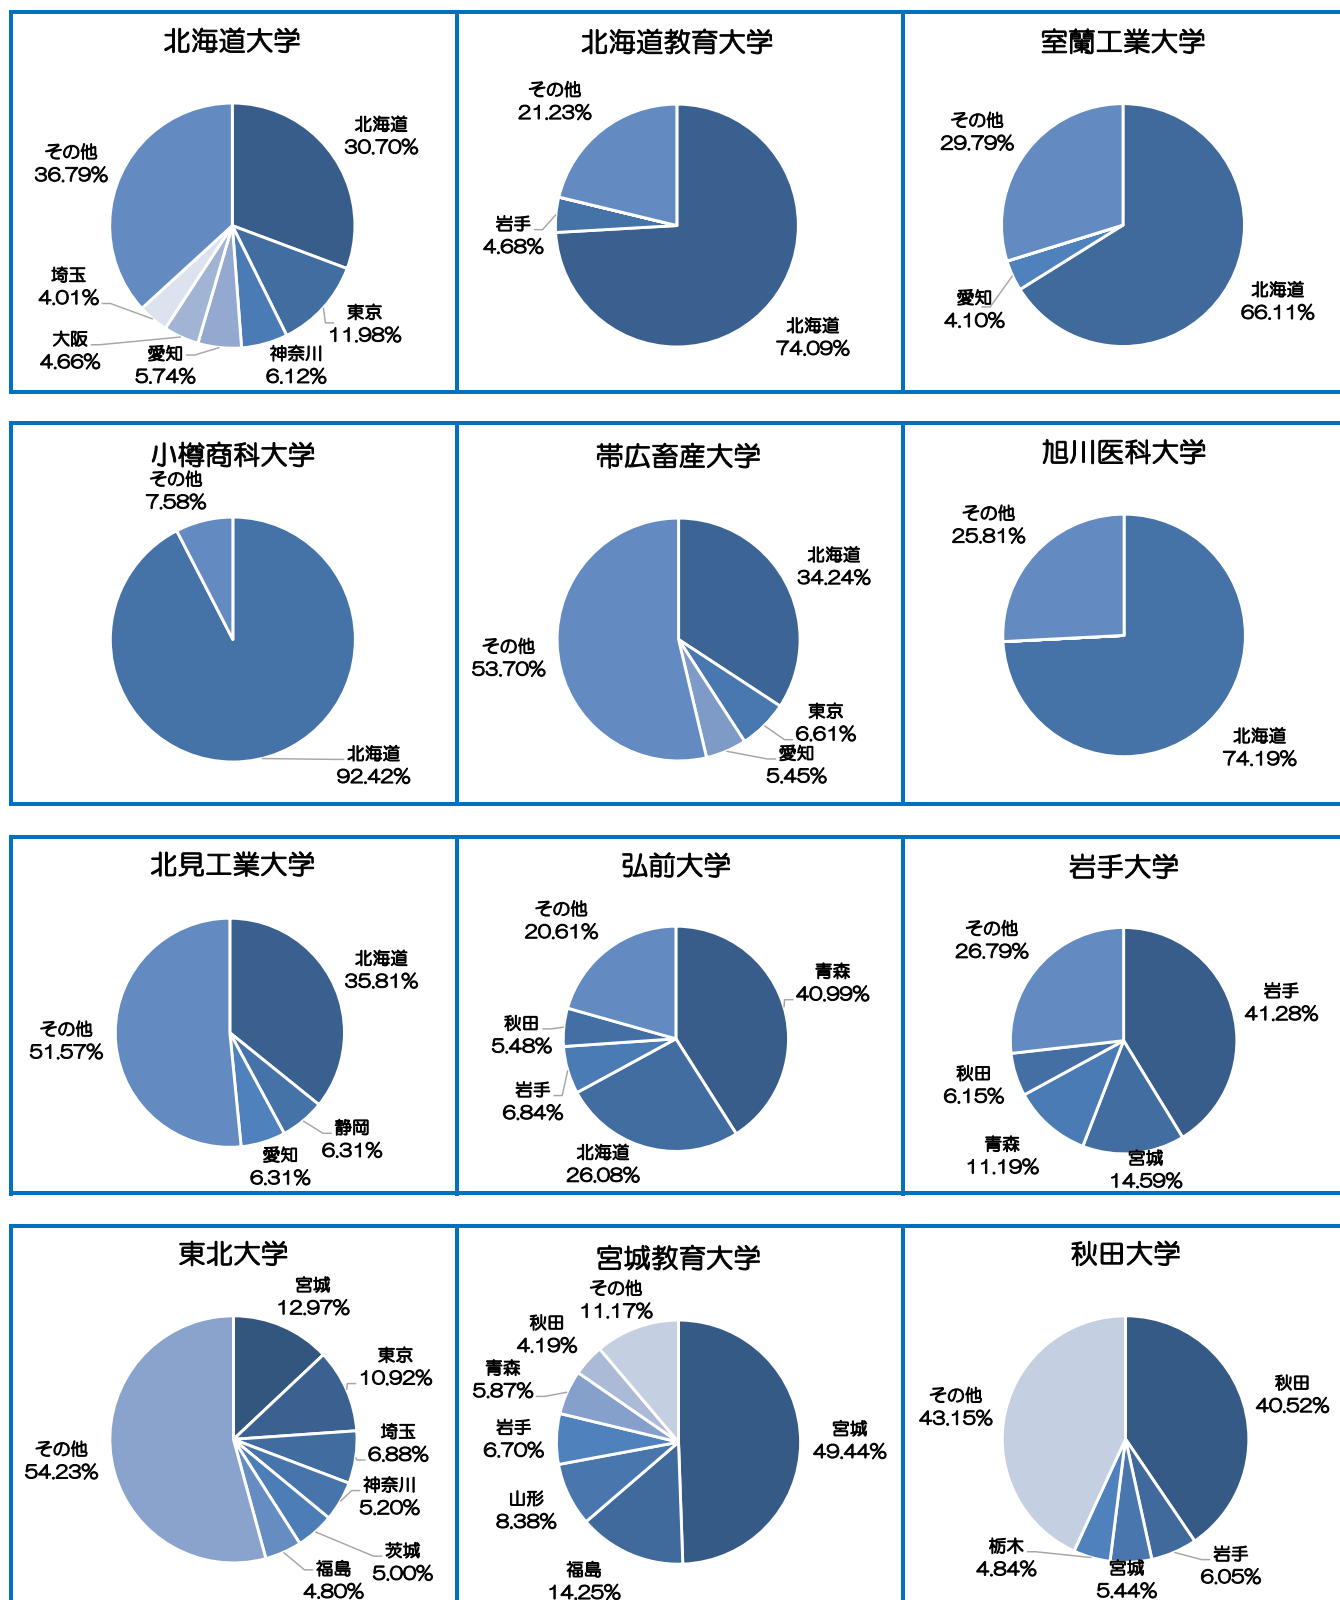 北海道大学
北海道
30.70%
東京
11.98%
神奈川
6.12%
愛知
5.74%
大阪
4.66%
埼玉
4.01%
その他
36.79%
北海道教育大学
その他
21.23%
岩手
4.68%
北海道
74.09%
室蘭工業大学
その他
29.79%
愛知
4.10%
北海道
66.11%
小樽商科大学
その他
7.58%
北海道
92.42%
帯広畜産大学
北海道
34.24%
東京
6.61%
愛知
5.45%
その他
53.70%
旭川医科大学
その他
25.81%
北海道
74.19%
北見工業大学
北海道
35.81%
静岡
6.31%
愛知
6.31%
その他
51.57%
弘前大学
その他
20.61%
青森
40.99%
秋田
5.48%
岩手
6.84%
北海道
26.08%
岩手大学
その他
26.79%
岩手
41.28%
秋田
6.15%
青森
11.19%
宮城
14.59%
東北大学
宮城
12.97%
東京
10.92%
埼玉
6.88%
神奈川
5.20%
茨城
5.00%
福島
4.80%
その他
54.23%
宮城教育大学
その他
11.17%
秋田
4.19%
青森
5.87%
岩手
6.70%
山形
8.38%
福島
14.25%
宮城
49.44%
秋田大学
秋田
40.52%
その他
43.15%
栃木
4.84%
宮城
5.44%
岩手
6.05%